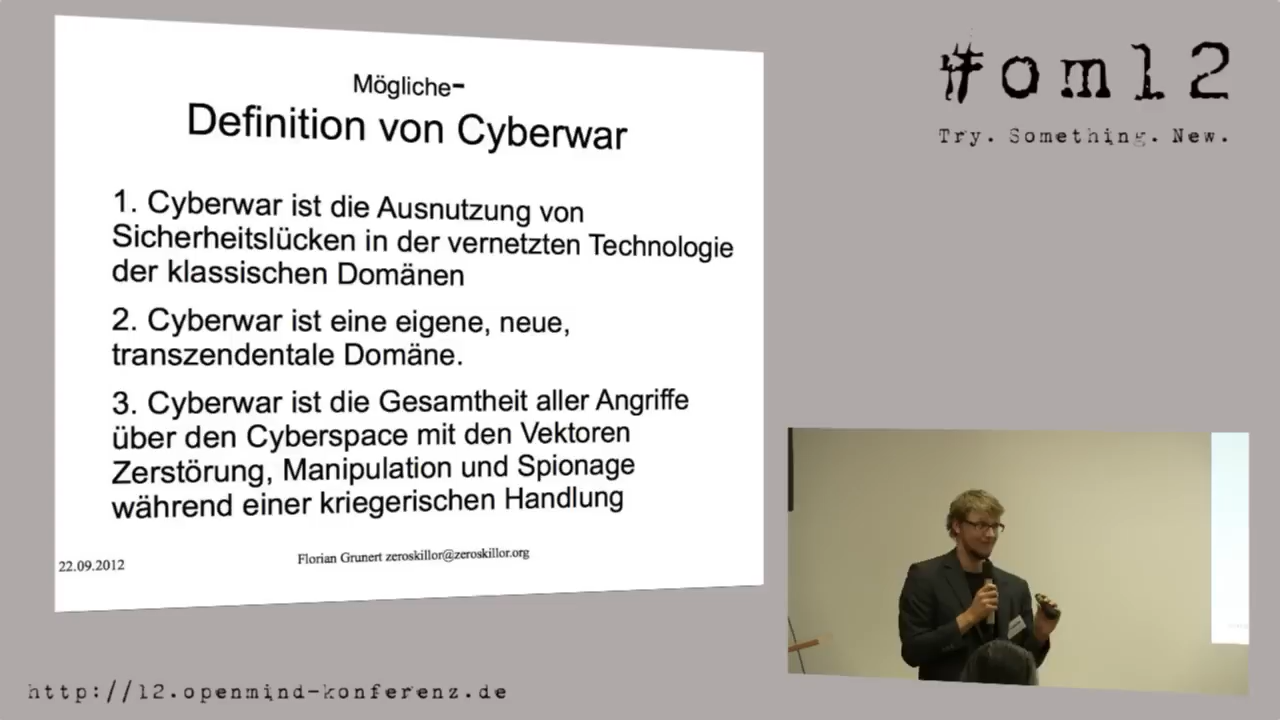 Mögliche-
Definition von Cyberwar
1. Cyberwar ist die Ausnutzung von
Sicherheitslücken in der vernetzten Technologie
der klassischen Domänen
2. Cyberwar ist eine eigene, neue,
transzendentale Domäne.
3. Cyberwar ist die Gesamtheit aller Angriffe
über den Cyberspace mit den Vektoren
Zerstörung, Manipulation und Spionage
während einer kriegerischen Handlung
22.09.2012
Florian Grunert zeroskillor@zeroskillor.org
#om12
Try. Something. New.
http://12.openmind-konferenz.de